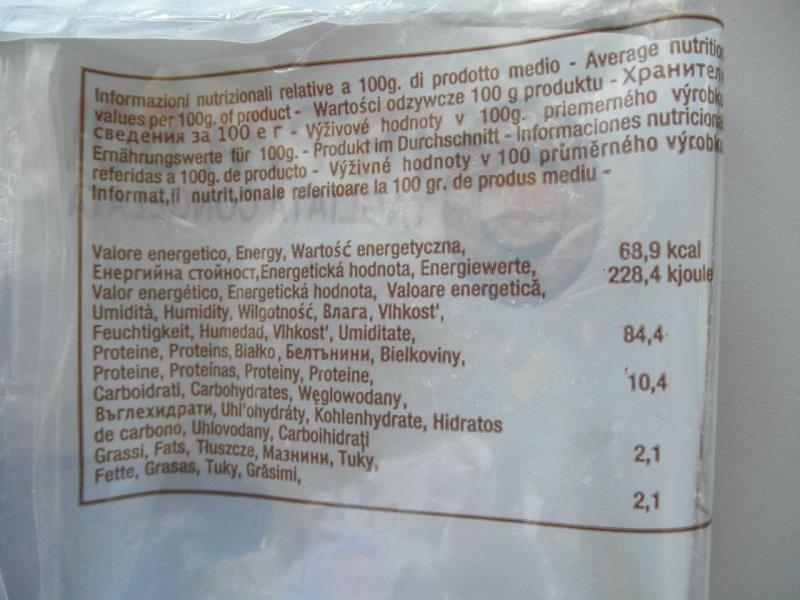 Informazioni nutrizionali relative a 100g. di prodotto medio - Average nutrition
values per 100g. of product - Wartości odzywcze 100 g produktu - Хранителн
сведения за 100 е г - Výživové hodnoty v 100g. priemerného výrobku
Ernährungswerte für 100g. - Produkt im Durchschnitt - Informaciones nutriciona
referidas a 100g. de producto - Výživné hodnoty v 100 průměrného výrobku
Informat,ii nutrit,ionale referitoare la 100 gr. de produs mediu -
Valore energetico, Energy, Wartość energetyczna, 68,9 kcal
Енергийна стойност,Energetická hodnota, Energiewerte, 228,4 kjoule
Valor energético, Energetická hodnota, Valoare energetică,
Umidità, Humidity, Wilgotność, Влага, Vlhkost',
Feuchtigkeit, Humedad, Vlhkost', Umiditate, 84,4
Proteine, Proteins, Białko, Белтънини, Bielkoviny,
Proteine, Proteínas, Proteiny, Proteine, 10,4
Carboidrati, Carbohydrates, Węglowodany,
Въглехидрати, Uhl'ohydráty, Kohlenhydrate, Hidratos
de carbono, Uhlovodany, Carboihidrați 2,1
Grassi, Fats, Tłuszcze, Мазнини, Tuky,
Fette, Grasas, Tuky, Grăsimi, 2,1